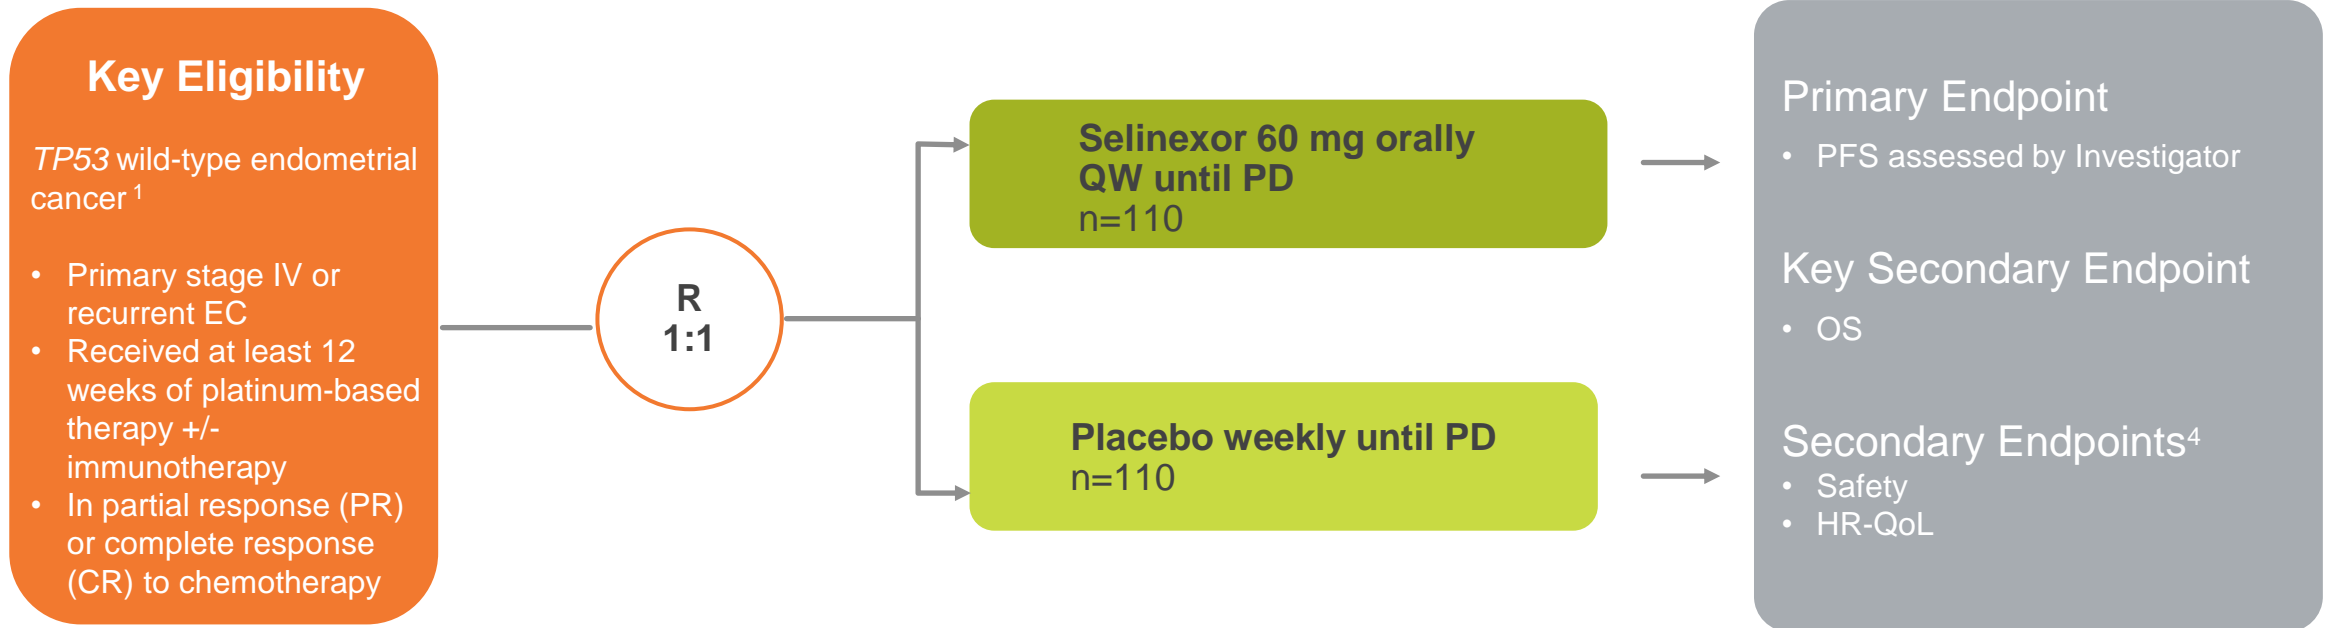 Key Eligibility
TP53 wild-type endometrial
cancer 1
• Primary stage IV or
recurrent EC
• Received at least 12
weeks of platinum-based
therapy +/-
immunotherapy
• In partial response (PR)
or complete response
(CR) to chemotherapy
R
1:1
Selinexor 60 mg orally
QW until PD
n=110
Placebo weekly until PD
n=110
Primary Endpoint
• PFS assessed by Investigator
Key Secondary Endpoint
• OS
Secondary Endpoints4
• Safety
• HR-QoL